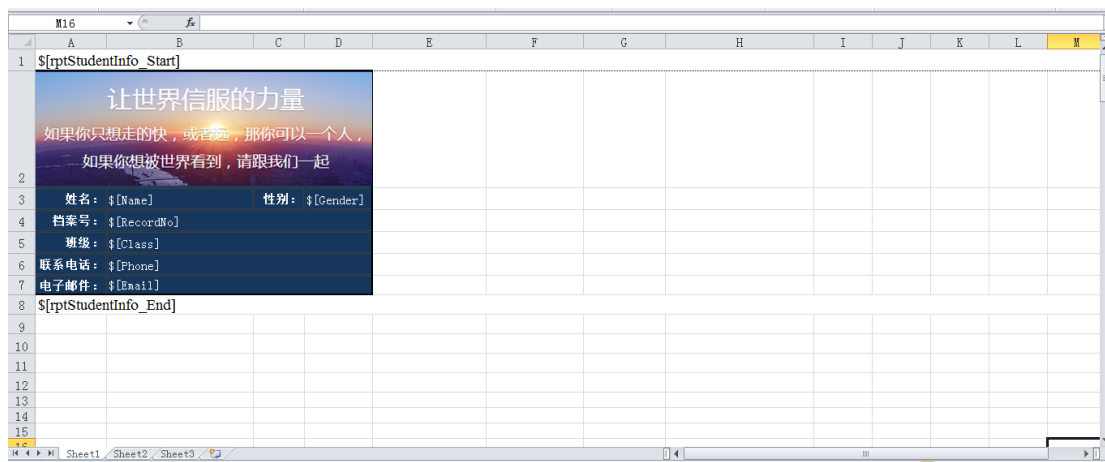 M16 fx
A B C D E F G H I J K L M
1 $[rptStudentInfo_Start]
让世界信服的力量
如果你只想走的快，或者远，那你可以一个人，
如果你想被世界看到，请跟我们一起
2
3 姓名： $[Name] 性别： $[Gender]
4 档案号： $[RecordNo]
5 班级： $[Class]
6 联系电话： $[Phone]
7 电子邮件： $[Email]
8 $[rptStudentInfo_End]
9
10
11
12
13
14
15
16
Sheet1 Sheet2 Sheet3